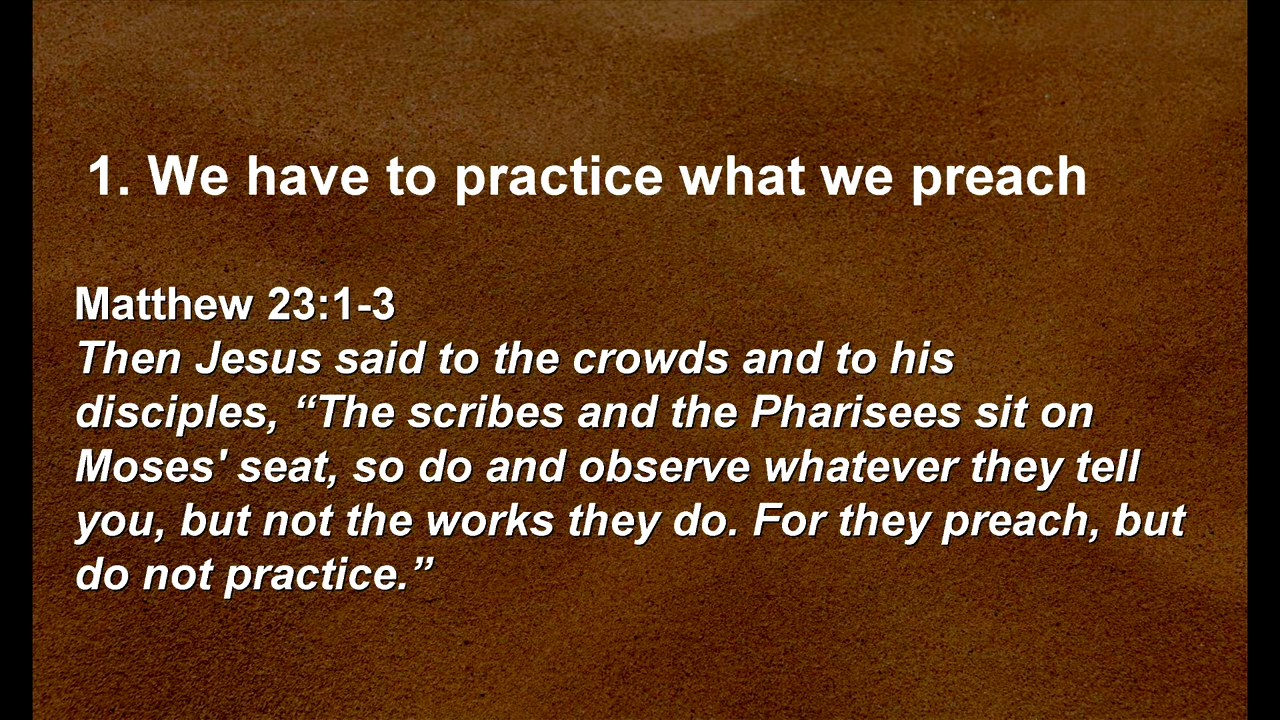 1. We have to practice what we preach
Matthew 23:1-3
Then Jesus said to the crowds and to his
disciples, “The scribes and the Pharisees sit on
Moses' seat, so do and observe whatever they tell
you, but not the works they do. For they preach, but
do not practice.”